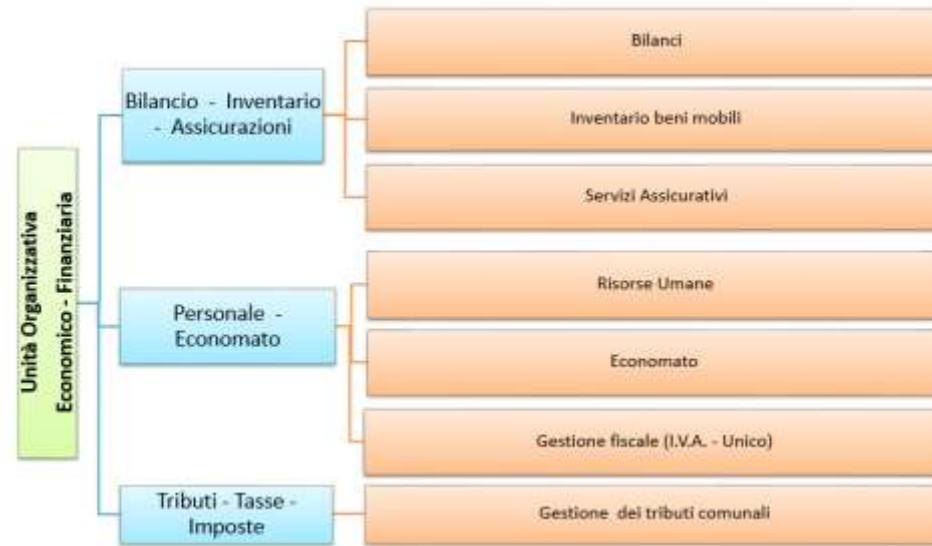 Unità Organizzativa
Economico - Finanziaria
Bilancio - Inventario
- Assicurazioni
Bilanci
Inventario beni mobili
Servizi Assicurativi
Personale -
Economato
Risorse Umane
Economato
Gestione fiscale (I.V.A. - Unico)
Tributi - Tasse -
Imposte
Gestione dei tributi comunali